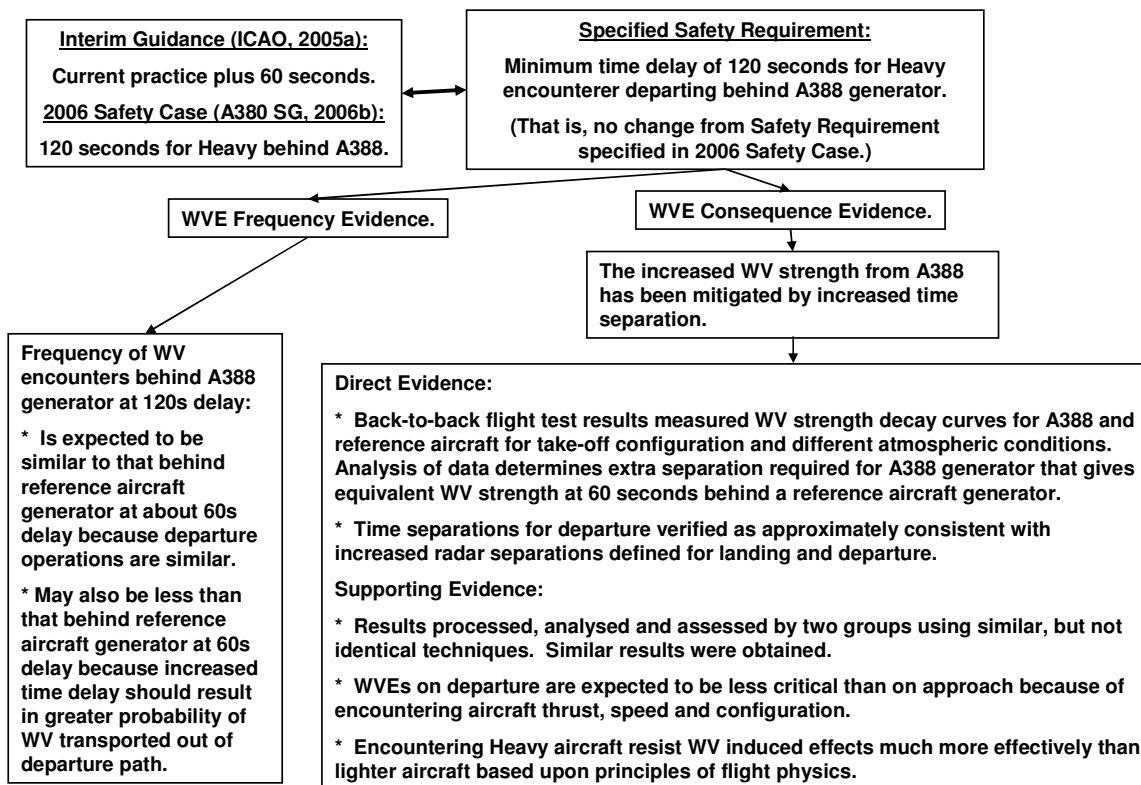 Interim Guidance (ICAO, 2005a):
Current practice plus 60 seconds.
2006 Safety Case (A380 SG, 2006b):
120 seconds for Heavy behind A388.
Specified Safety Requirement:
Minimum time delay of 120 seconds for Heavy
encounterer departing behind A388 generator.
(That is, no change from Safety Requirement
specified in 2006 Safety Case.)
WVE Frequency Evidence.
WVE Consequence Evidence.
The increased WV strength from A388
has been mitigated by increased time
separation.
Frequency of WV
encounters behind A388
generator at 120s delay:
* Is expected to be
similar to that behind
reference aircraft
generator at about 60s
delay because departure
operations are similar.
* May also be less than
that behind reference
aircraft generator at 60s
delay because increased
time delay should result
in greater probability of
WV transported out of
departure path.
Direct Evidence:
* Back-to-back flight test results measured WV strength decay curves for A388 and
reference aircraft for take-off configuration and different atmospheric conditions.
Analysis of data determines extra separation required for A388 generator that gives
equivalent WV strength at 60 seconds behind a reference aircraft generator.
* Time separations for departure verified as approximately consistent with
increased radar separations defined for landing and departure.
Supporting Evidence:
* Results processed, analysed and assessed by two groups using similar, but not
identical techniques. Similar results were obtained.
* WVEs on departure are expected to be less critical than on approach because of
encountering aircraft thrust, speed and configuration.
* Encountering Heavy aircraft resist WV induced effects much more effectively than
lighter aircraft based upon principles of flight physics.